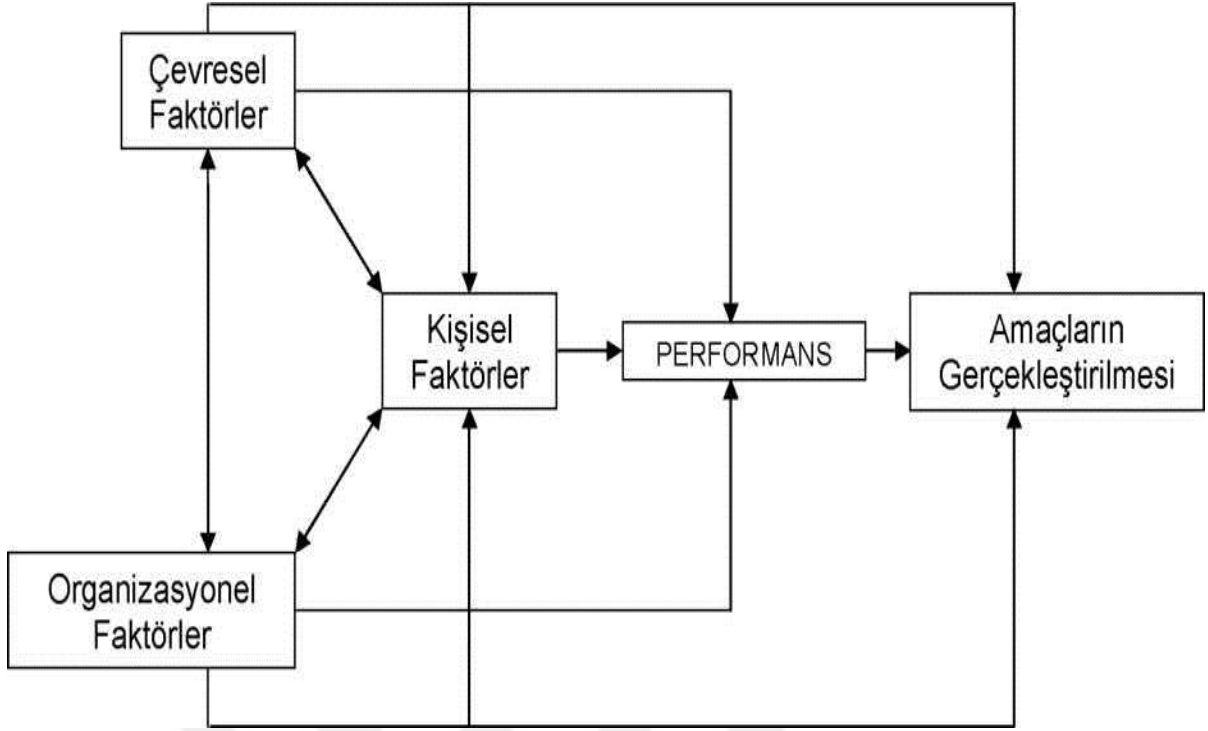 Çevresel
Faktörler
Kişisel
Faktörler
PERFORMANS
Amaçların
Gerçekleştirilmesi
Organizasyonel
Faktörler